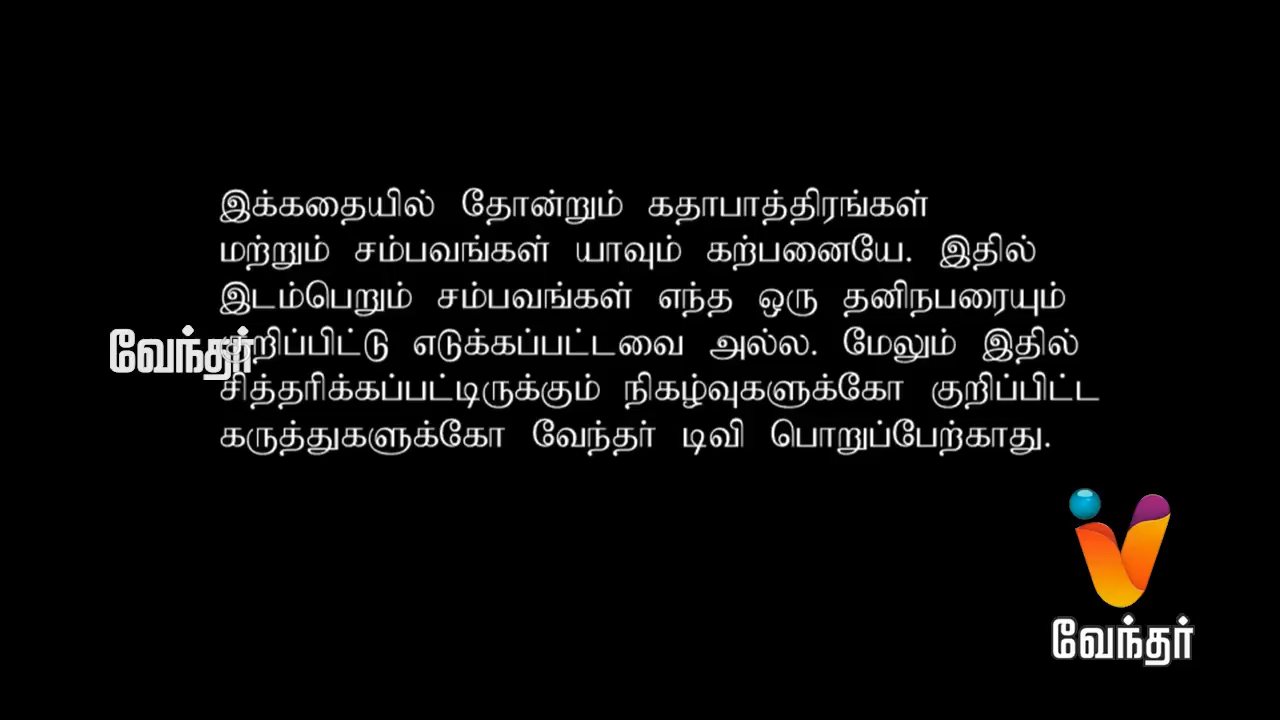 இக்கதையில் தோன்றும் கதாபாத்திரங்கள்
மற்றும் சம்பவங்கள் யாவும் கற்பனையே. இதில்
இடம்பெறும் சம்பவங்கள் எந்த ஒரு தனிநபரையும்
வேந்தர்
குறிப்பிட்டு எடுக்கப்பட்டவை அல்ல. மேலும் இதில்
சித்தரிக்கப்பட்டிருக்கும் நிகழ்வுகளுக்கோ குறிப்பிட்ட
கருத்துகளுக்கோ வேந்தர் டிவி பொறுப்பேற்காது.
வேந்தர்